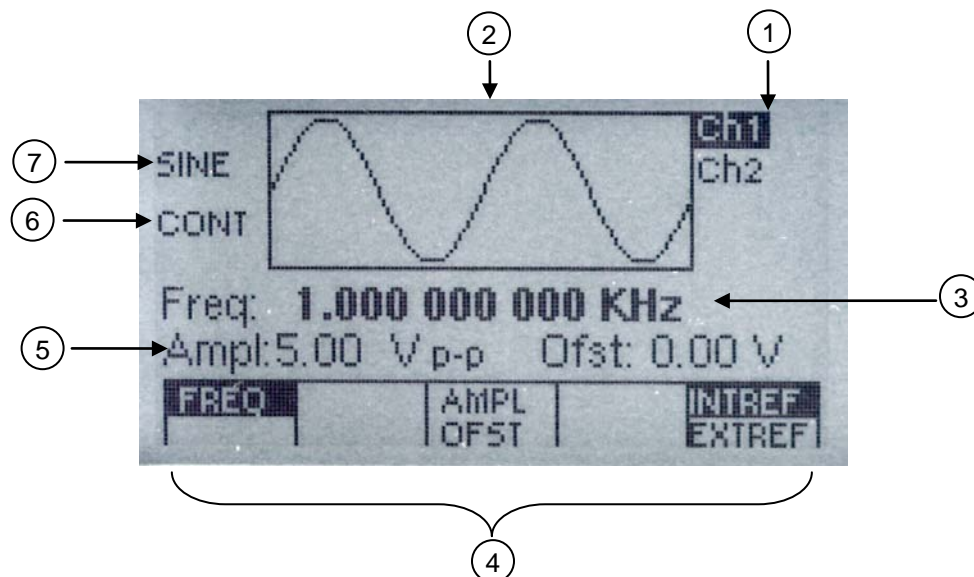 2
1
7
SINE
Ch1
Ch2
6
CONT
3
Freq: 1.000 000 000 KHz
5
Ampl:5.00 V p-p Ofst: 0.00 V
FREQ AMPL INTREF
OFST EXTREF
4